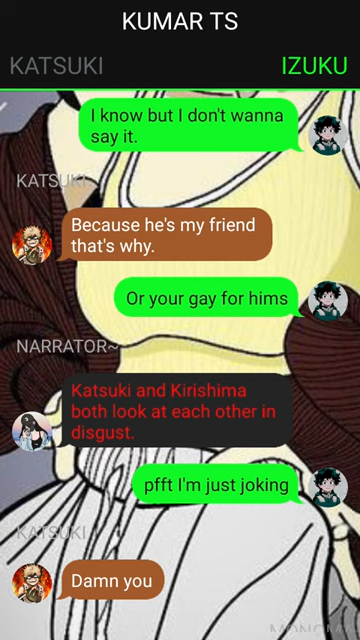 KUMAR TS
KATSUKI
IZUKU
I know but I don't wanna
say it.
KATSUKI
Because he's my friend
that's why.
Or your gay for hims
NARRATOR~
Katsuki and Kirishima
both look at each other in
disgust.
pfft I'm just joking
KATSUKI
Damn you